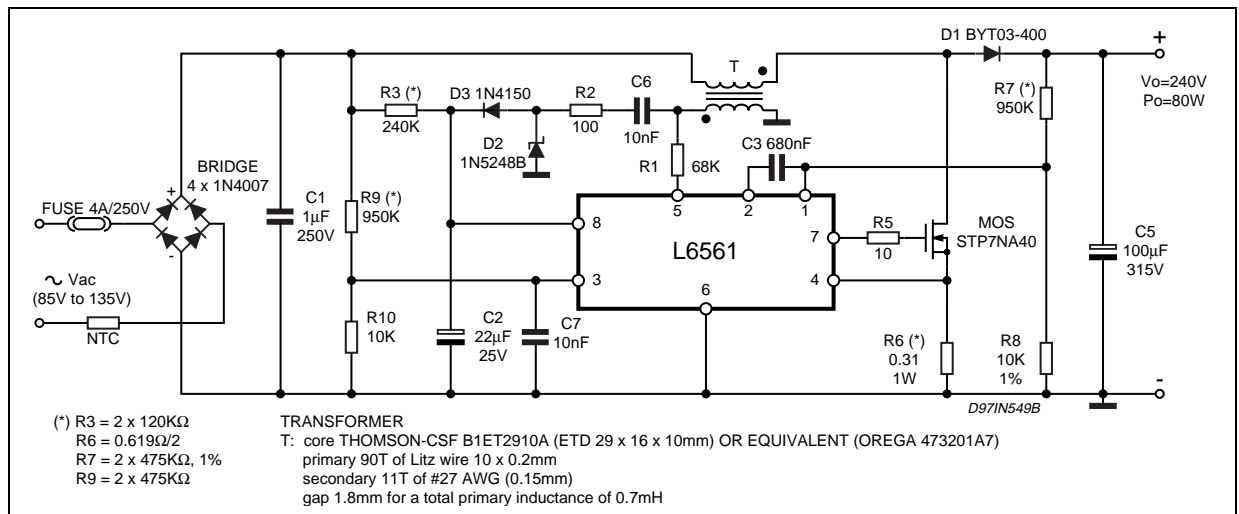 D1 BYT03-400
+
Vo=240V
Po=80W
T
C6
10nF
R2
100
D3 1N4150
R3 (*)
240K
D2
1N5248B
R7 (*)
950K
C3 680nF
R1
68K
BRIDGE
4 x 1N4007
+
-
FUSE 4A/250V
C1
1µF
250V
R9 (*)
950K
5
2
1
8
3
7
4
6
L6561
R5
10
MOS
STP7NA40
C5
100µF
315V
∿ Vac
(85V to 135V)
NTC
R10
10K
C2
22µF
25V
C7
10nF
R6 (*)
0.31
1W
R8
10K
1%
-
D97IN549B
(*) R3 = 2 x 120KΩ
R6 = 0.619Ω/2
R7 = 2 x 475KΩ, 1%
R9 = 2 x 475KΩ
TRANSFORMER
T: core THOMSON-CSF B1ET2910A (ETD 29 x 16 x 10mm) OR EQUIVALENT (OREGA 473201A7)
primary 90T of Litz wire 10 x 0.2mm
secondary 11T of #27 AWG (0.15mm)
gap 1.8mm for a total primary inductance of 0.7mH